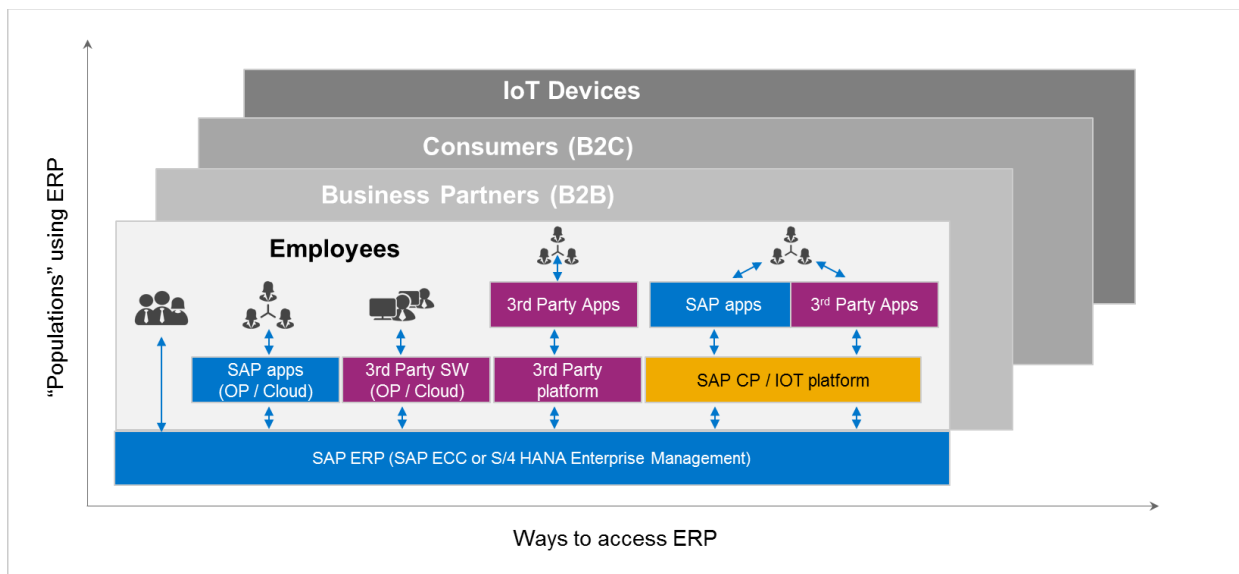 “Populations” using ERP
IoT Devices
Consumers (B2C)
Business Partners (B2B)
Employees
3rd Party Apps
SAP apps
3rd Party Apps
SAP apps
(OP / Cloud)
3rd Party SW
(OP / Cloud)
3rd Party
platform
SAP CP / IOT platform
SAP ERP (SAP ECC or S/4 HANA Enterprise Management)
Ways to access ERP